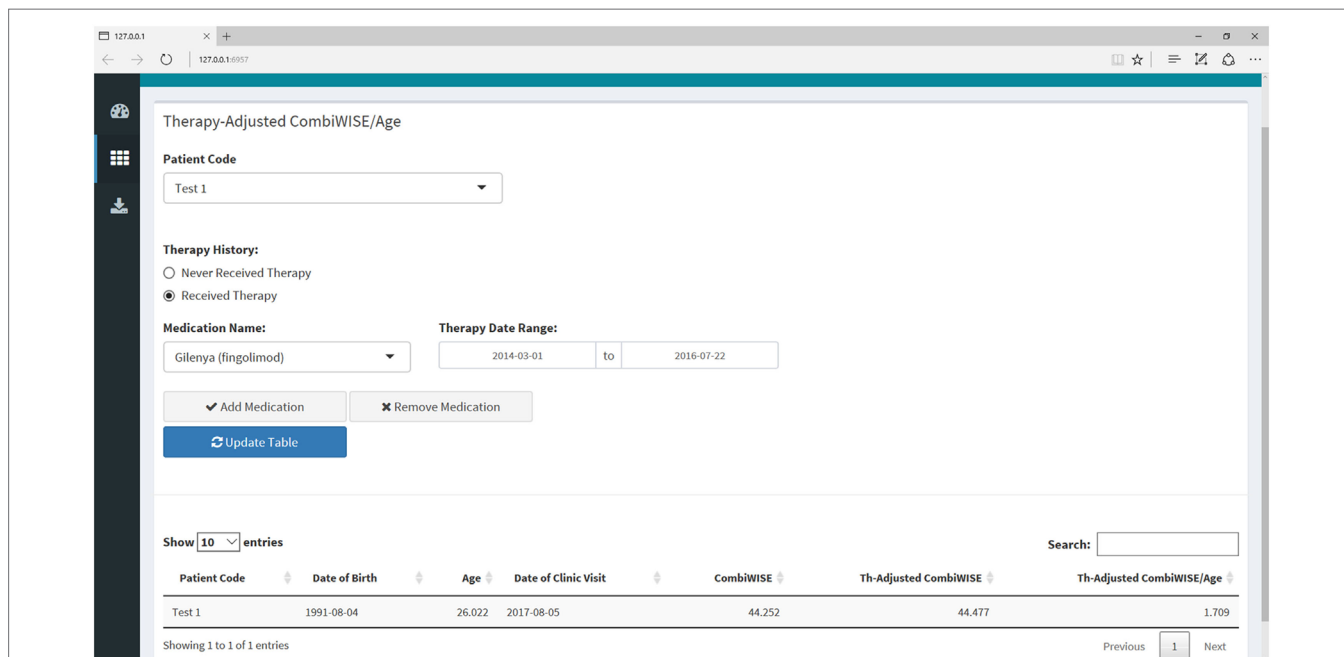 127.0.0.1
127.0.0.1:6957
Therapy-Adjusted CombiWISE/Age
Patient Code
Test 1
Therapy History:
Never Received Therapy
Received Therapy
Medication Name: Therapy Date Range:
Gilenya (fingolimod) 2014-03-01 to 2016-07-22
Add Medication Remove Medication
Update Table
Show 10 entries Search:
Patient Code Date of Birth Age Date of Clinic Visit CombiWISE Th-Adjusted CombiWISE Th-Adjusted CombiWISE/Age
Test 1 1991-08-04 26.022 2017-08-05 44.252 44.477 1.709
Showing 1 to 1 of 1 entries Previous 1 Next